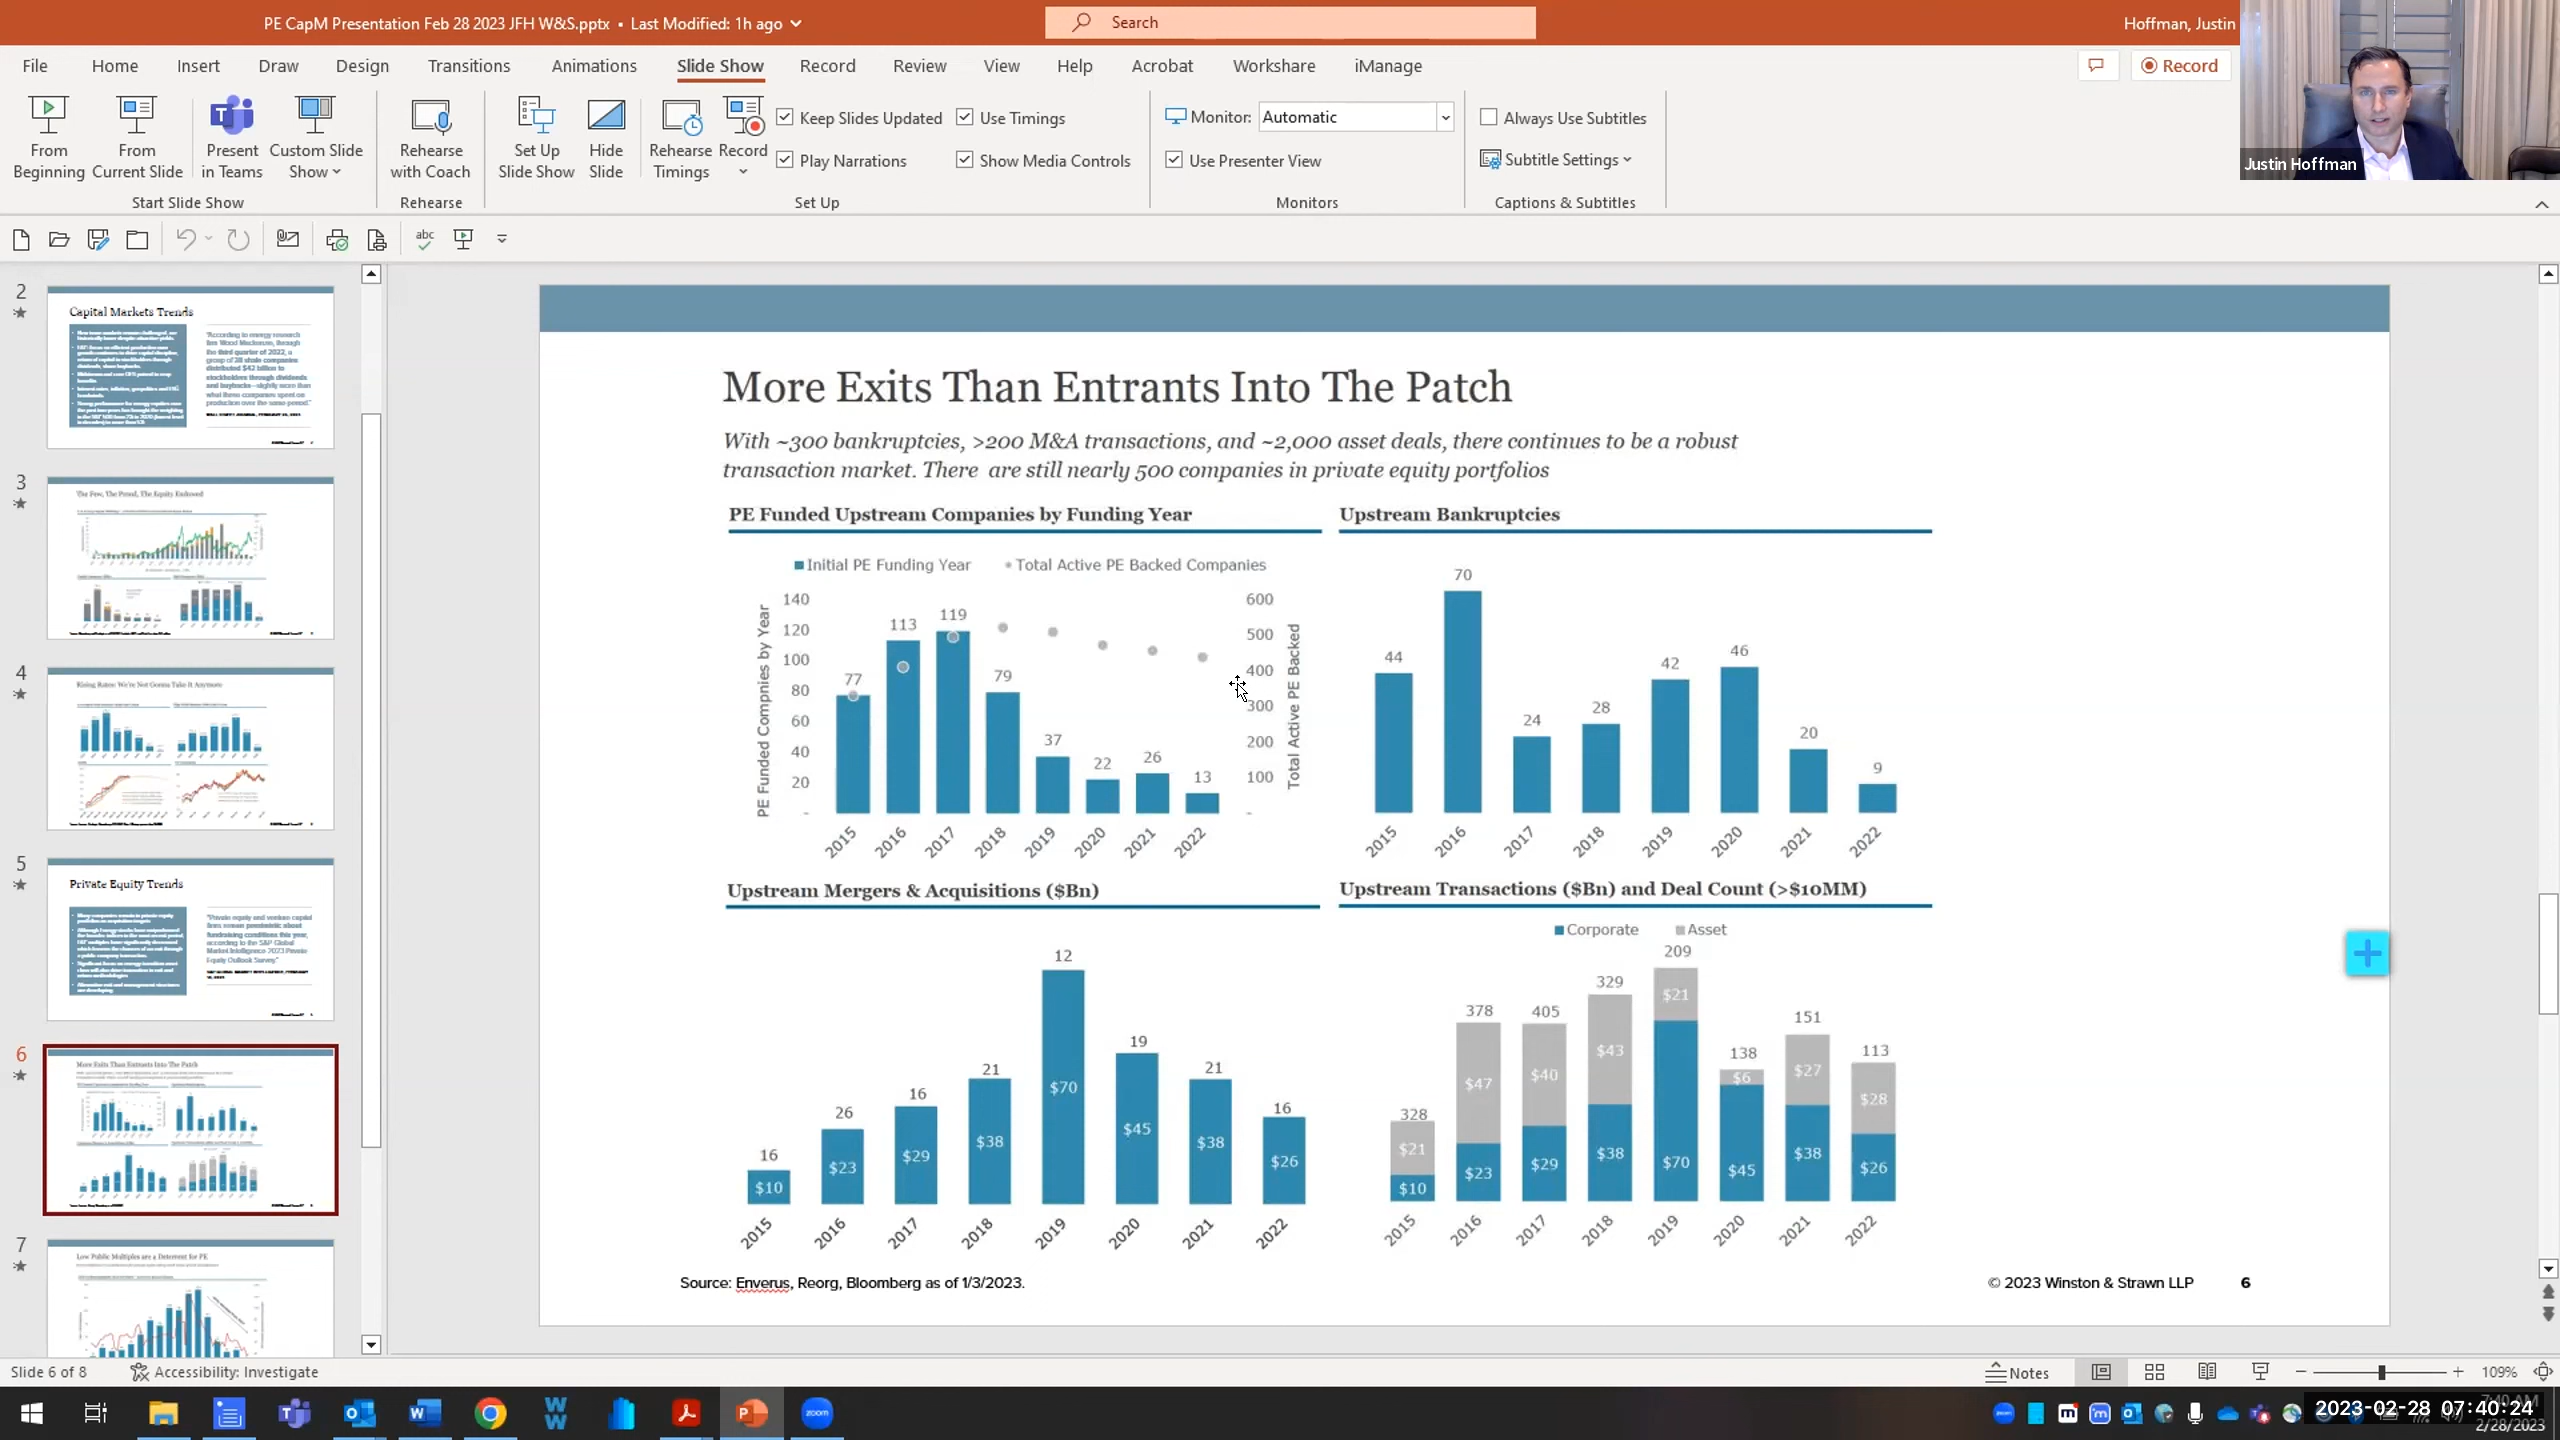 PE CapM Presentation Feb 28 2023 JFH W&S.pptx • Last Modified: 1h ago
Search
Hoffman, Justin
File Home Insert Draw Design Transitions Animations Slide Show Record Review View Help Acrobat Workshare iManage
Record
From Beginning
From Current Slide
Present in Teams
Custom Slide Show
Start Slide Show
Rehearse with Coach
Rehearse
Set Up Slide Show
Hide Slide
Rehearse Timings
Record
Keep Slides Updated
Use Timings
Play Narrations
Show Media Controls
Set Up
Monitor: Automatic
Use Presenter View
Monitors
Always Use Subtitles
Subtitle Settings
Captions & Subtitles
Justin Hoffman
abc
2
Capital Markets Trends
3
The Few, The Proud, The Equity Endowed
4
Rising Rates: We're Not Gonna Take It Anymore
5
Private Equity Trends
6
More Exits Than Entrants Into The Patch
7
Low Public Multiples are a Deterrent for PE
More Exits Than Entrants Into The Patch
With ~300 bankruptcies, >200 M&A transactions, and ~2,000 asset deals, there continues to be a robust
transaction market. There are still nearly 500 companies in private equity portfolios
PE Funded Upstream Companies by Funding Year
Initial PE Funding Year
Total Active PE Backed Companies
PE Funded Compnies by Year
140
120
100
80
60
40
20
-
77 113 119 79 37 22 26 13
600
500
400
300
200
100
-
Total Active PE Backed
2015 2016 2017 2018 2019 2020 2021 2022
Upstream Bankruptcies
44 70 24 28 42 46 20 9
2015 2016 2017 2018 2019 2020 2021 2022
Upstream Mergers & Acquisitions ($Bn)
16 26 16 21 12 19 21 16
$10 $23 $29 $38 $70 $45 $38 $26
2015 2016 2017 2018 2019 2020 2021 2022
Upstream Transactions ($Bn) and Deal Count (>$10MM)
Corporate Asset
328 378 405 329 209 138 151 113
$21 $47 $40 $43 $21 $6 $27 $28
$10 $23 $29 $38 $70 $45 $38 $26
2015 2016 2017 2018 2019 2020 2021 2022
Source: Enverus, Reorg, Bloomberg as of 1/3/2023.
© 2023 Winston & Strawn LLP 6
Slide 6 of 8
Accessibility: Investigate
Notes
109%
zoom
2023-02-28 07:40:24
7:40 AM
2/28/2023